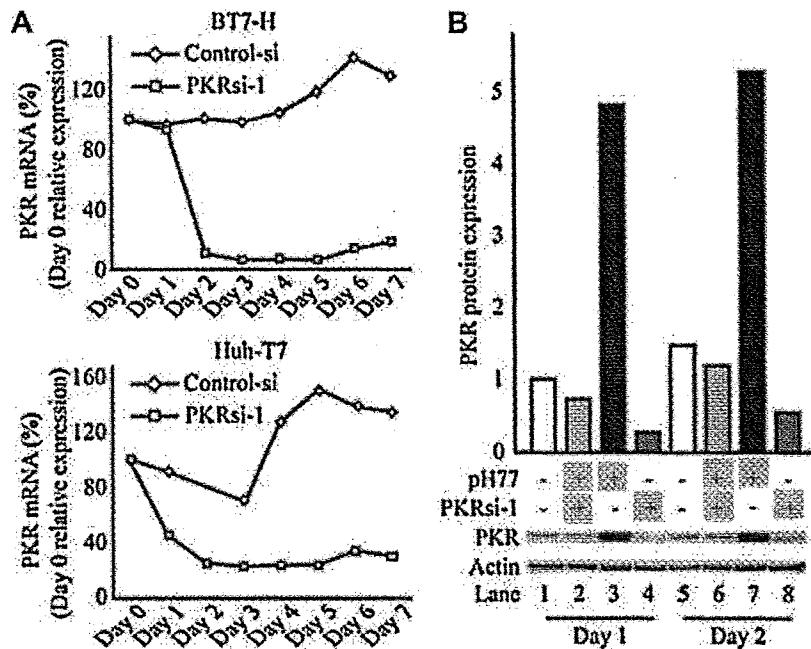 A
BT7-H
Control-si
PKRsi-1
PKR mRNA (%)
(Day 0 relative expression)
120
80
40
0
Day 0
Day 1
Day 2
Day 3
Day 4
Day 5
Day 6
Day 7
Huh-T7
Control-si
PKRsi-1
PKR mRNA (%)
(Day 0 relative expression)
160
120
80
40
0
Day 0
Day 1
Day 2
Day 3
Day 4
Day 5
Day 6
Day 7
B
PKR protein expression
5
4
3
2
1
0
pH77 - + + - - + + -
PKRsi-1 - + - + - + - +
PKR
Actin
Lane 1 2 3 4 5 6 7 8
Day 1 Day 2